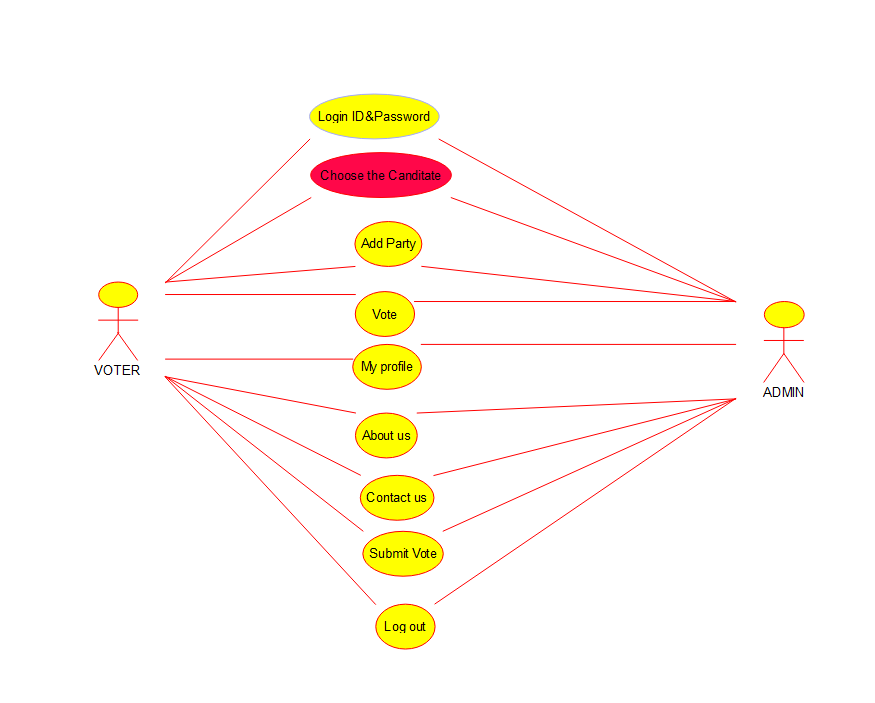 Login ID&Password
Choose the Canditate
Add Party
Vote
My profile
VOTER
ADMIN
About us
Contact us
Submit Vote
Log out